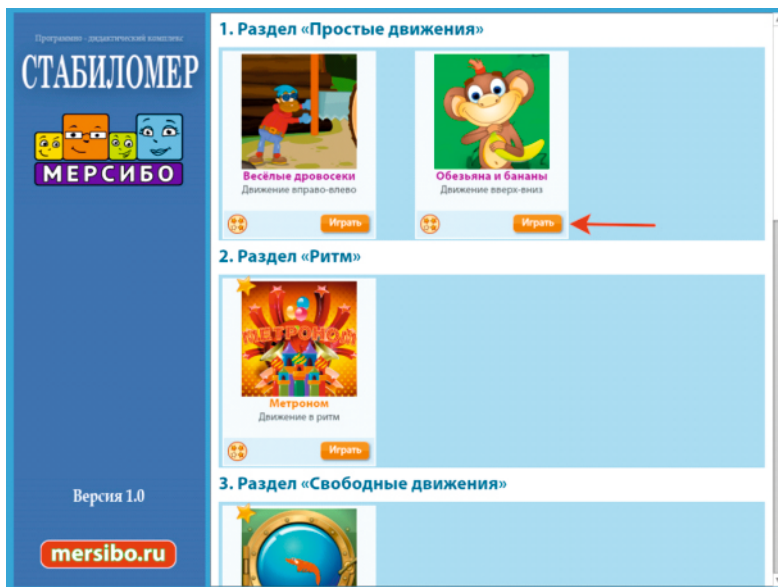 Программно - дидактический комплекс
СТАБИЛОМЕР
МЕРСИБО
Версия 1.0
mersibo.ru
1. Раздел «Простые движения»
Весёлые дровосеки
Движение вправо-влево
Играть
Обезьяна и бананы
Движение вверх-вниз
Играть
2. Раздел «Ритм»
МЕТРОНОМ
Метроном
Движение в ритм
Играть
3. Раздел «Свободные движения»